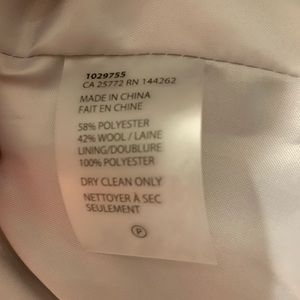 1029755
CA 25772 RN 144262
MADE IN CHINA
FAIT EN CHINE
58% POLYESTER
42% WOOL / LAINE
LINING/DOUBLURE
100% POLYESTER
DRY CLEAN ONLY
NETTOYER À SEC
SEULEMENT
P